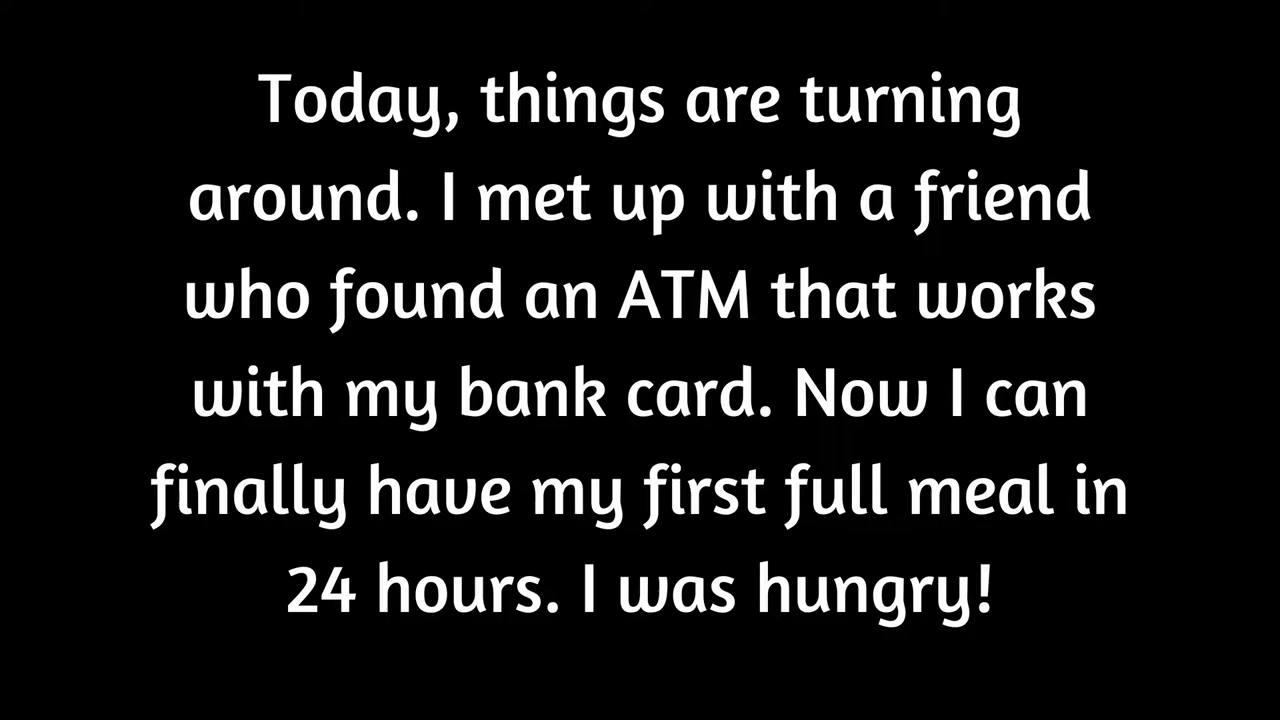 Today, things are turning
around. I met up with a friend
who found an ATM that works
with my bank card. Now I can
finally have my first full meal in
24 hours. I was hungry!